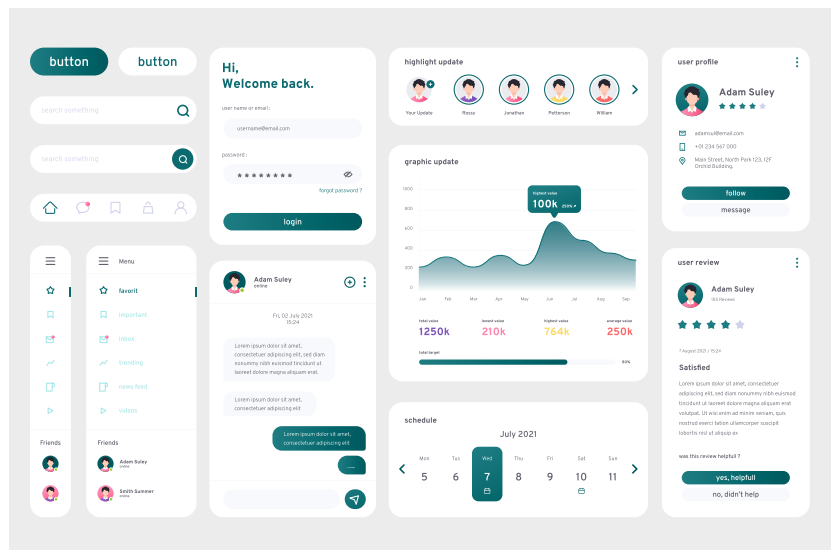 button
button
search something
search something
Menu
favorit
important
inbox
trending
news feed
videos
Friends
Friends
Adam Suley
online
Smith Summer
online
Hi,
Welcome back.
user name or email :
username@email.com
password :
********
forgot password ?
login
Adam Suley
online
Fri, 02 July 2021
15:24
Lorem ipsum dolor sit amet,
consectetuer adipiscing elit, sed diam
nonummy nibh euismod tincidunt ut
laoreet dolore magna aliquam erat.
Lorem ipsum dolor sit amet,
consectetuer adipiscing elit
Lorem ipsum dolor sit amet,
consectetuer adipiscing elit
....
highlight update
Your Update
Rossa
Jonathan
Patterson
William
graphic update
1000
800
600
400
200
0
highest value
100k 250%
Jan
Feb
Mar
Apr
May
Jun
Jul
Aug
Sep
total value
1250k
lowest value
210k
highest value
764k
average value
250k
total target
80%
schedule
July 2021
Mon Tue Wed Thu Fri Sat Sun
5 6 7 8 9 10 11
user profile
Adam Suley
adamsul@email.com
+01 234 567 000
Main Street, North Park 123, 12F
Orchid Building,
follow
message
user review
Adam Suley
155 Reviews
7 August 2021 / 15:24
Satisfied
Lorem ipsum dolor sit amet,
consectetuer adipiscing elit, sed diam
nonummy nibh euismod tincidunt
ut laoreet dolore magna aliquam erat
volutpat. Ut wisi enim ad minim veniam, quis
nostrud exerci tation ullamcorper suscipit
lobortis nisl ut aliquip ex
was this review helpfull ?
yes, helpfull
no, didn't help